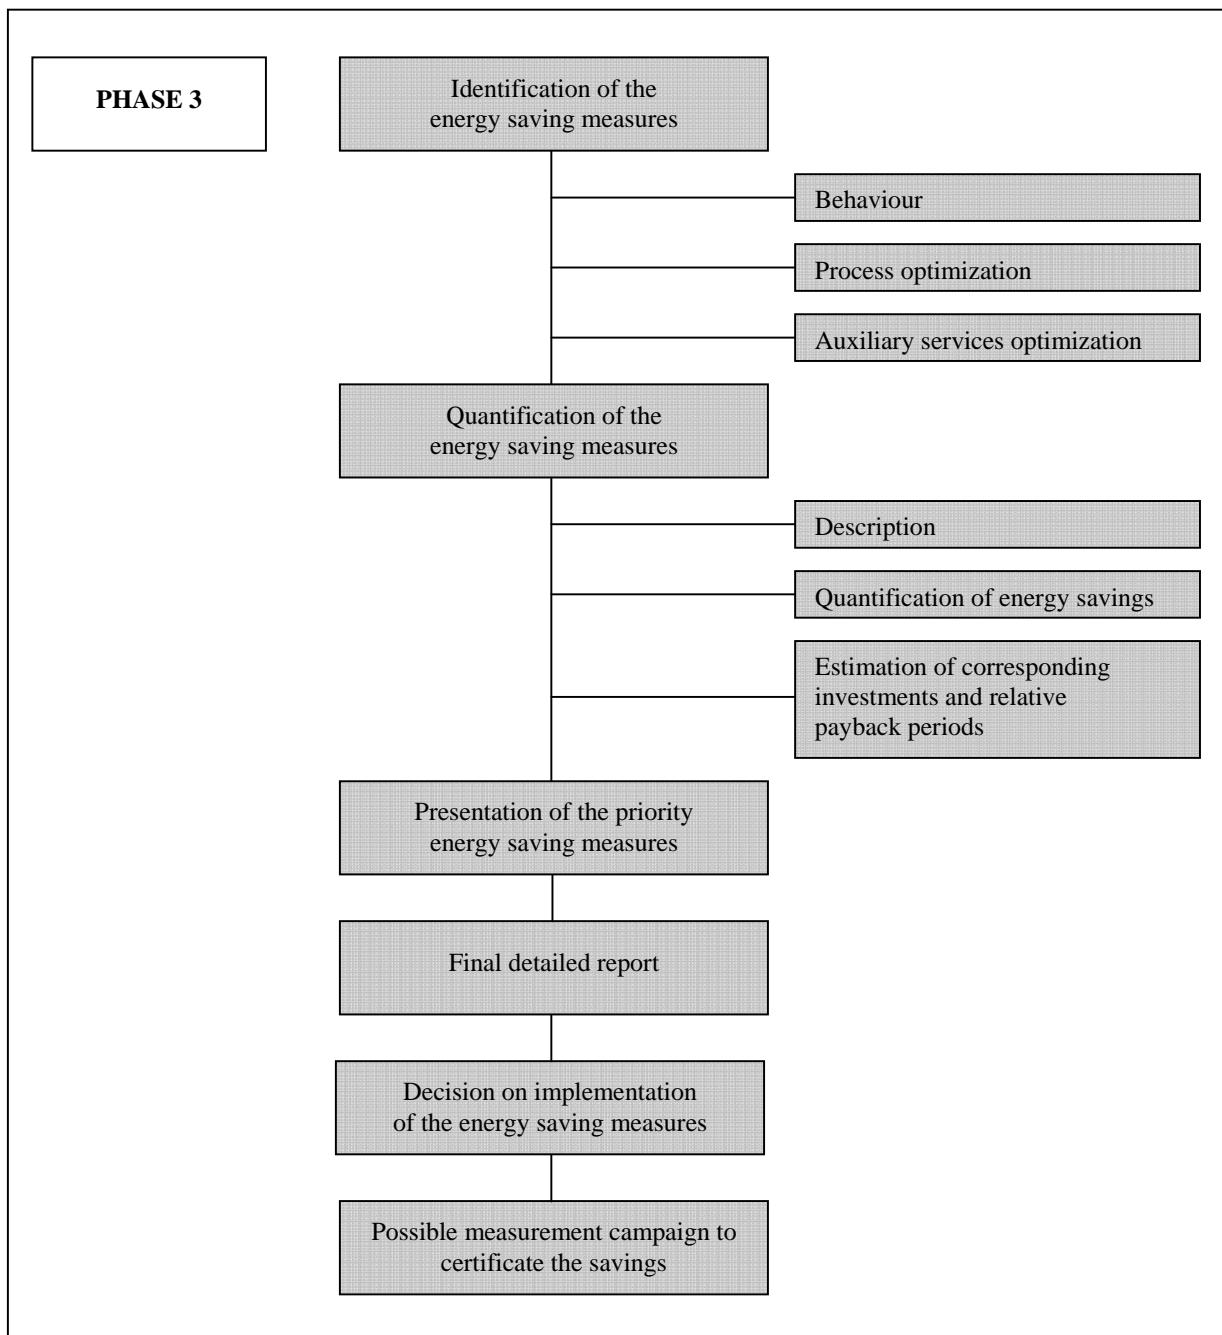 PHASE 3
Identification of the
energy saving measures
Behaviour
Process optimization
Auxiliary services optimization
Quantification of the
energy saving measures
Description
Quantification of energy savings
Estimation of corresponding
investments and relative
payback periods
Presentation of the priority
energy saving measures
Final detailed report
Decision on implementation
of the energy saving measures
Possible measurement campaign to
certificate the savings